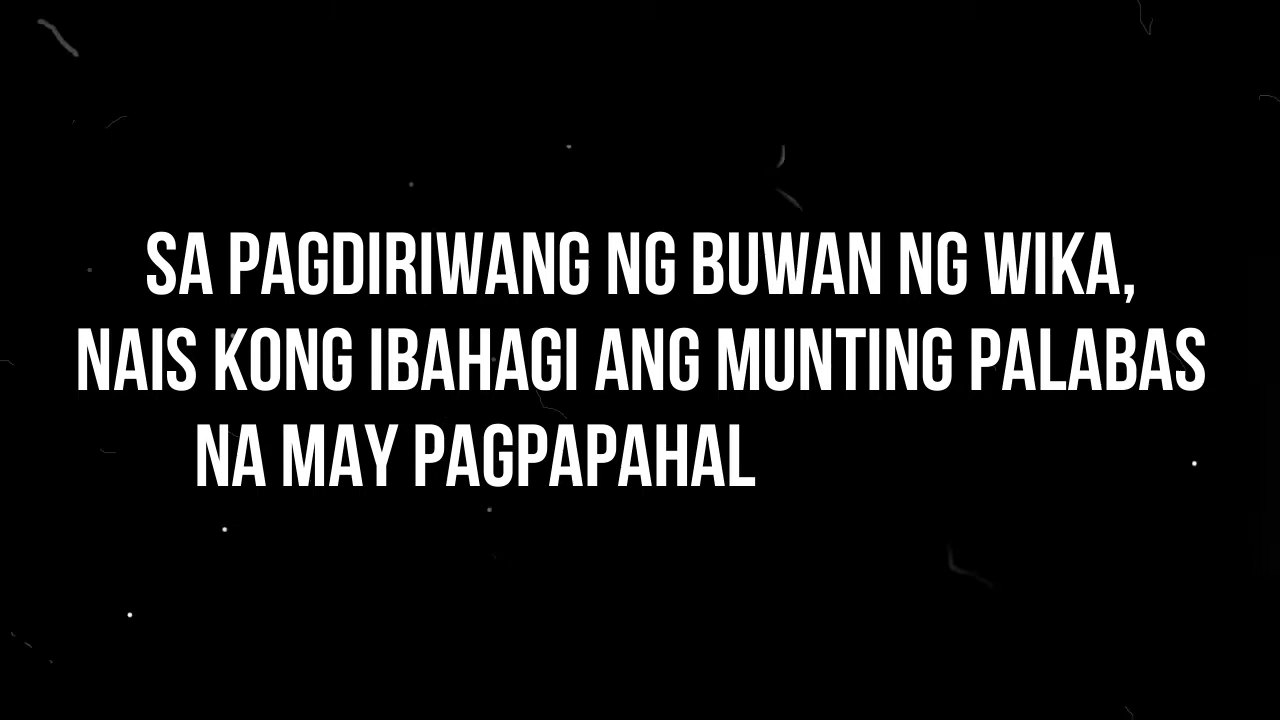 SA PAGDIRIWANG NG BUWAN NG WIKA,
NAIS KONG IBAHAGI ANG MUNTING PALABAS
NA MAY PAGPAPAHAL